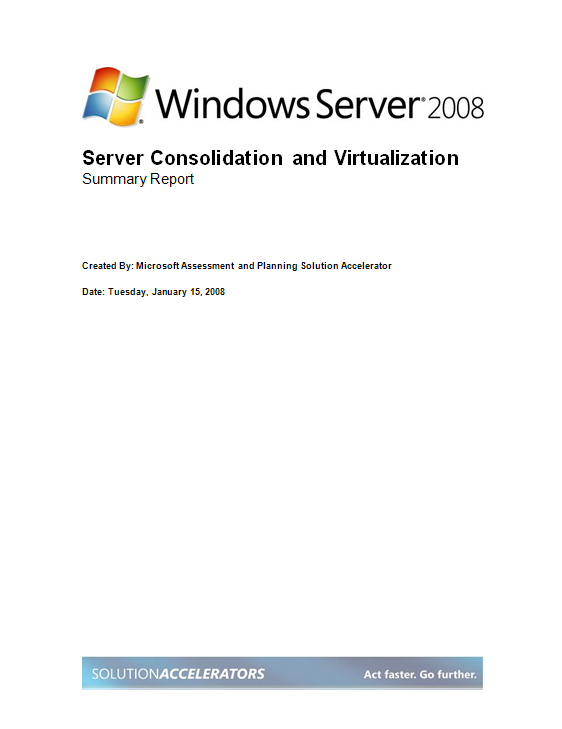 Windows Server® 2008
Server Consolidation and Virtualization
Summary Report
Created By: Microsoft Assessment and Planning Solution Accelerator
Date: Tuesday, January 15, 2008
SOLUTIONACCELERATORS Act faster. Go further.